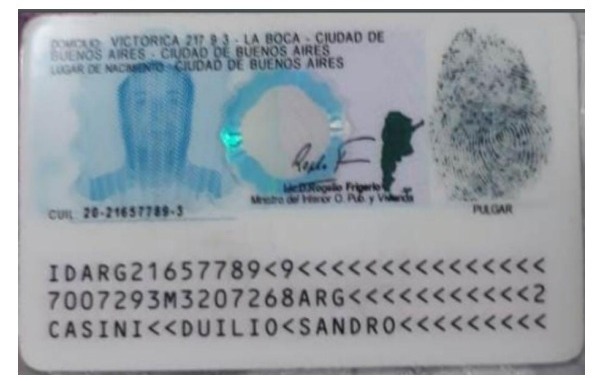 DOMICILIO: VICTORICA 217 9 3 - LA BOCA - CIUDAD DE
BUENOS AIRES - CIUDAD DE BUENOS AIRES
LUGAR DE NACIMIENTO: CIUDAD DE BUENOS AIRES
Lic. D. Rogelio Frigerio
Ministro del Interior O. Púb. y Vivienda
CUIL: 20-21657789-3
PULGAR
IDARG21657789<9<<<<<<<<<<<<<<<
7007293M3207268ARG<<<<<<<<<<<2
CASINI<<DUILIO<SANDRO<<<<<<<<<